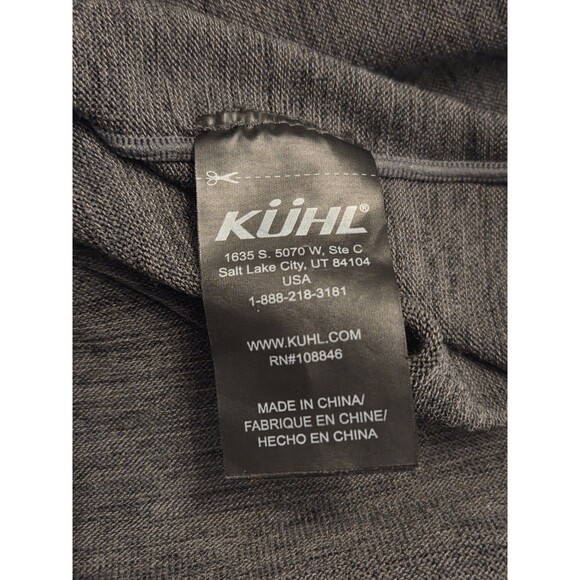 KÜHL®
1635 S. 5070 W, Ste C
Salt Lake City, UT 84104
USA
1-888-218-3181
WWW.KUHL.COM
RN#108846
MADE IN CHINA/
FABRIQUE EN CHINE/
HECHO EN CHINA